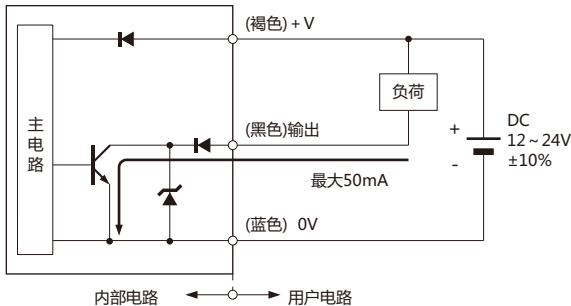 (褐色)+V
负荷
主电路
(黑色)输出
+
-
DC
12～24V
±10%
最大50mA
(蓝色) 0V
内部电路
用户电路